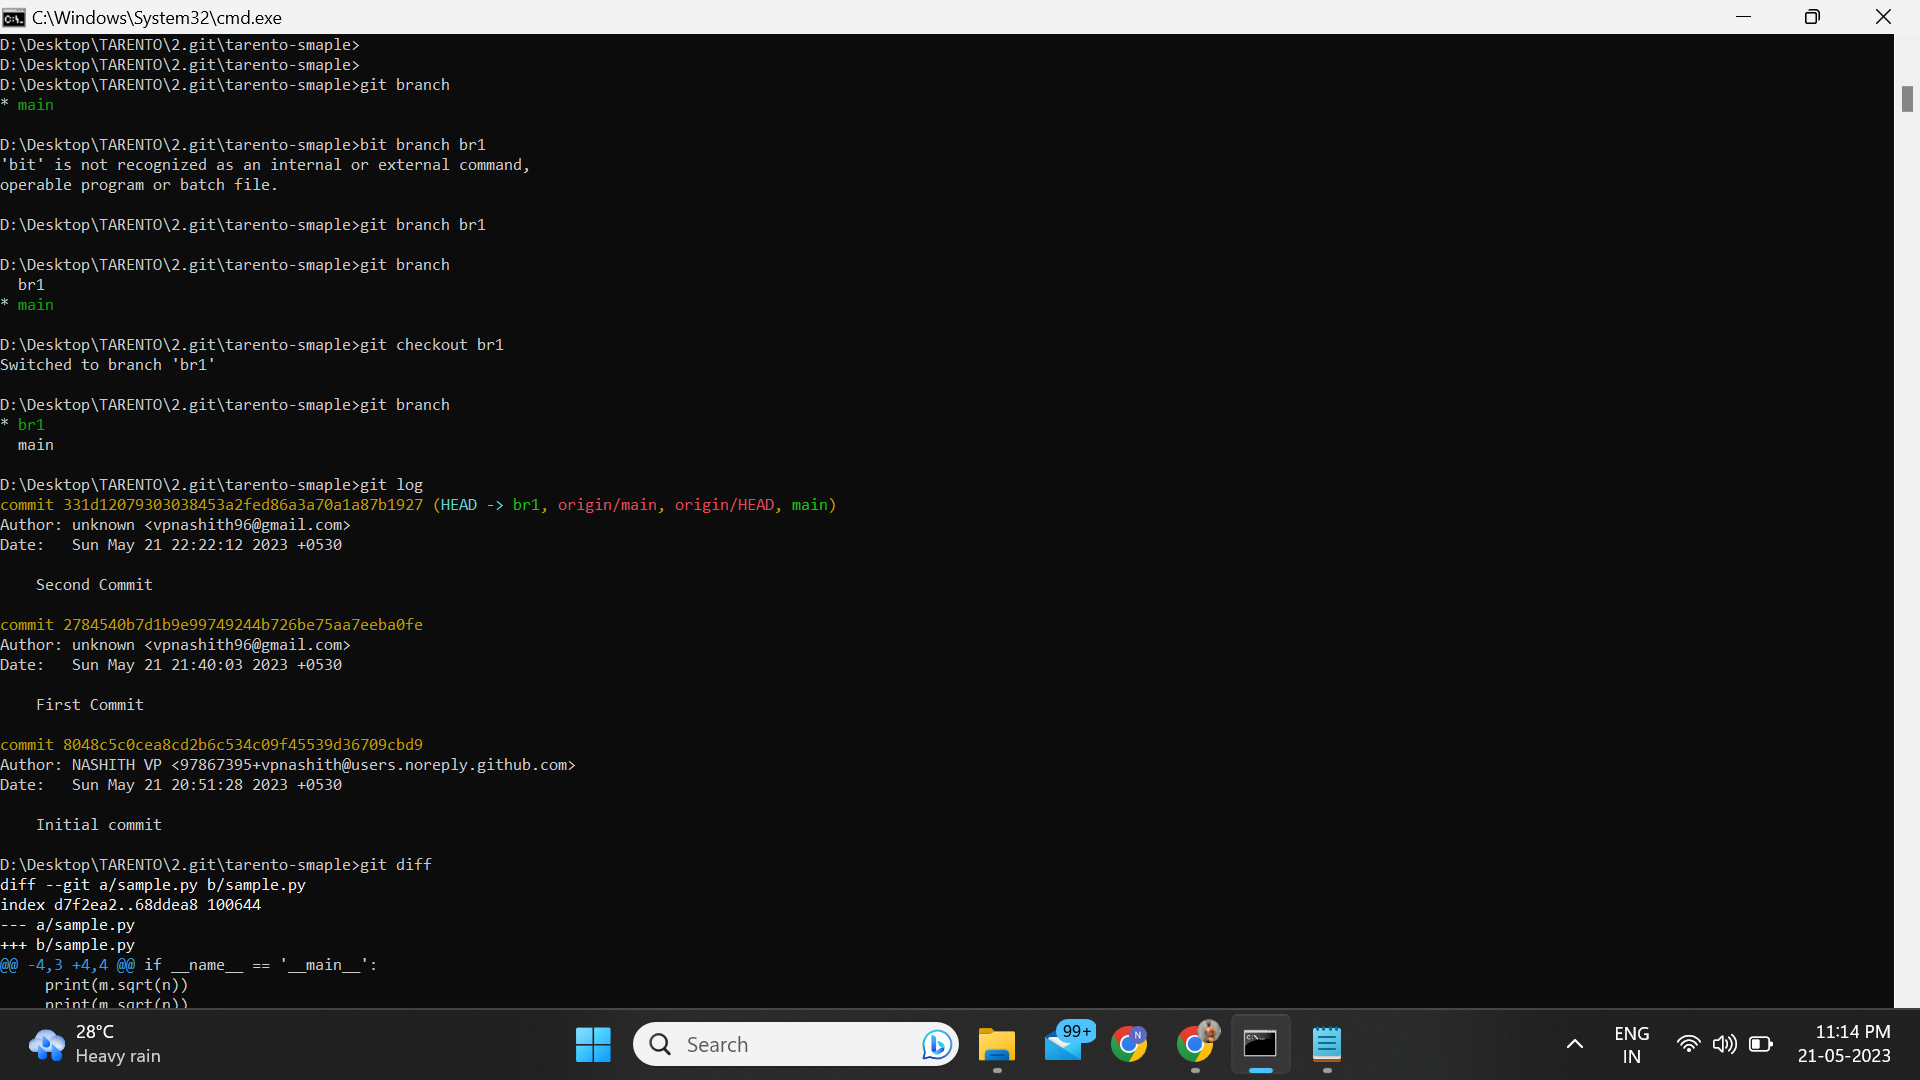 C:\Windows\System32\cmd.exe
D:\Desktop\TARENTO\2.git\tarento-smaple>
D:\Desktop\TARENTO\2.git\tarento-smaple>
D:\Desktop\TARENTO\2.git\tarento-smaple>git branch
* main
D:\Desktop\TARENTO\2.git\tarento-smaple>bit branch br1
'bit' is not recognized as an internal or external command,
operable program or batch file.
D:\Desktop\TARENTO\2.git\tarento-smaple>git branch br1
D:\Desktop\TARENTO\2.git\tarento-smaple>git branch
  br1
* main
D:\Desktop\TARENTO\2.git\tarento-smaple>git checkout br1
Switched to branch 'br1'
D:\Desktop\TARENTO\2.git\tarento-smaple>git branch
* br1
  main
D:\Desktop\TARENTO\2.git\tarento-smaple>git log
commit 331d12079303038453a2fed86a3a70a1a87b1927 (HEAD -> br1, origin/main, origin/HEAD, main)
Author: unknown <vpnashith96@gmail.com>
Date:   Sun May 21 22:22:12 2023 +0530
    Second Commit
commit 2784540b7d1b9e99749244b726be75aa7eeba0fe
Author: unknown <vpnashith96@gmail.com>
Date:   Sun May 21 21:40:03 2023 +0530
    First Commit
commit 8048c5c0cea8cd2b6c534c09f45539d36709cbd9
Author: NASHITH VP <97867395+vpnashith@users.noreply.github.com>
Date:   Sun May 21 20:51:28 2023 +0530
    Initial commit
D:\Desktop\TARENTO\2.git\tarento-smaple>git diff
diff --git a/sample.py b/sample.py
index d7f2ea2..68ddea8 100644
--- a/sample.py
+++ b/sample.py
@@ -4,3 +4,4 @@ if __name__ == '__main__':
     print(m.sqrt(n))
     print(m.sqrt(n))
28°C
Heavy rain
Search
99+
N
ENG
IN
11:14 PM
21-05-2023